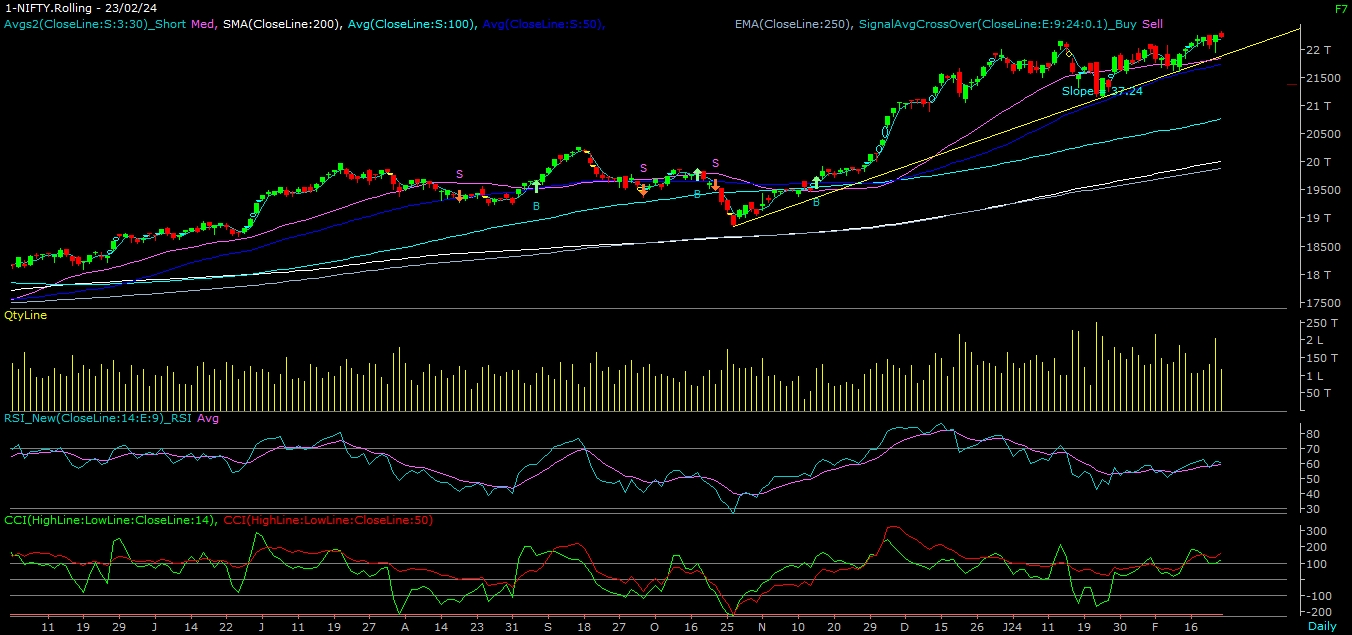 1-NIFTY.Rolling - 23/02/24
F7
Avgs2(CloseLine:S:3:30)_Short Med, SMA(CloseLine:200), Avg(CloseLine:S:100), Avg(CloseLine:S:50), EMA(CloseLine:250), SignalAvgCrossOver(CloseLine:E:9:24:0.1)_Buy Sell
22 T
21500
Slope = 37.24
21 T
20500
20 T
S S S
19500
B B B
19 T
18500
18 T
17500
QtyLine
250 T
2 L
150 T
1 L
50 T
RSI_New(CloseLine:14:E:9)_RSI Avg
80
70
60
50
40
30
CCI(HighLine:LowLine:CloseLine:14), CCI(HighLine:LowLine:CloseLine:50)
300
200
100
-100
-200
11 19 29 J 14 22 J 11 19 27 A 14 23 31 S 18 27 O 16 25 N 10 20 29 D 15 26 J24 11 19 30 F 16 Daily